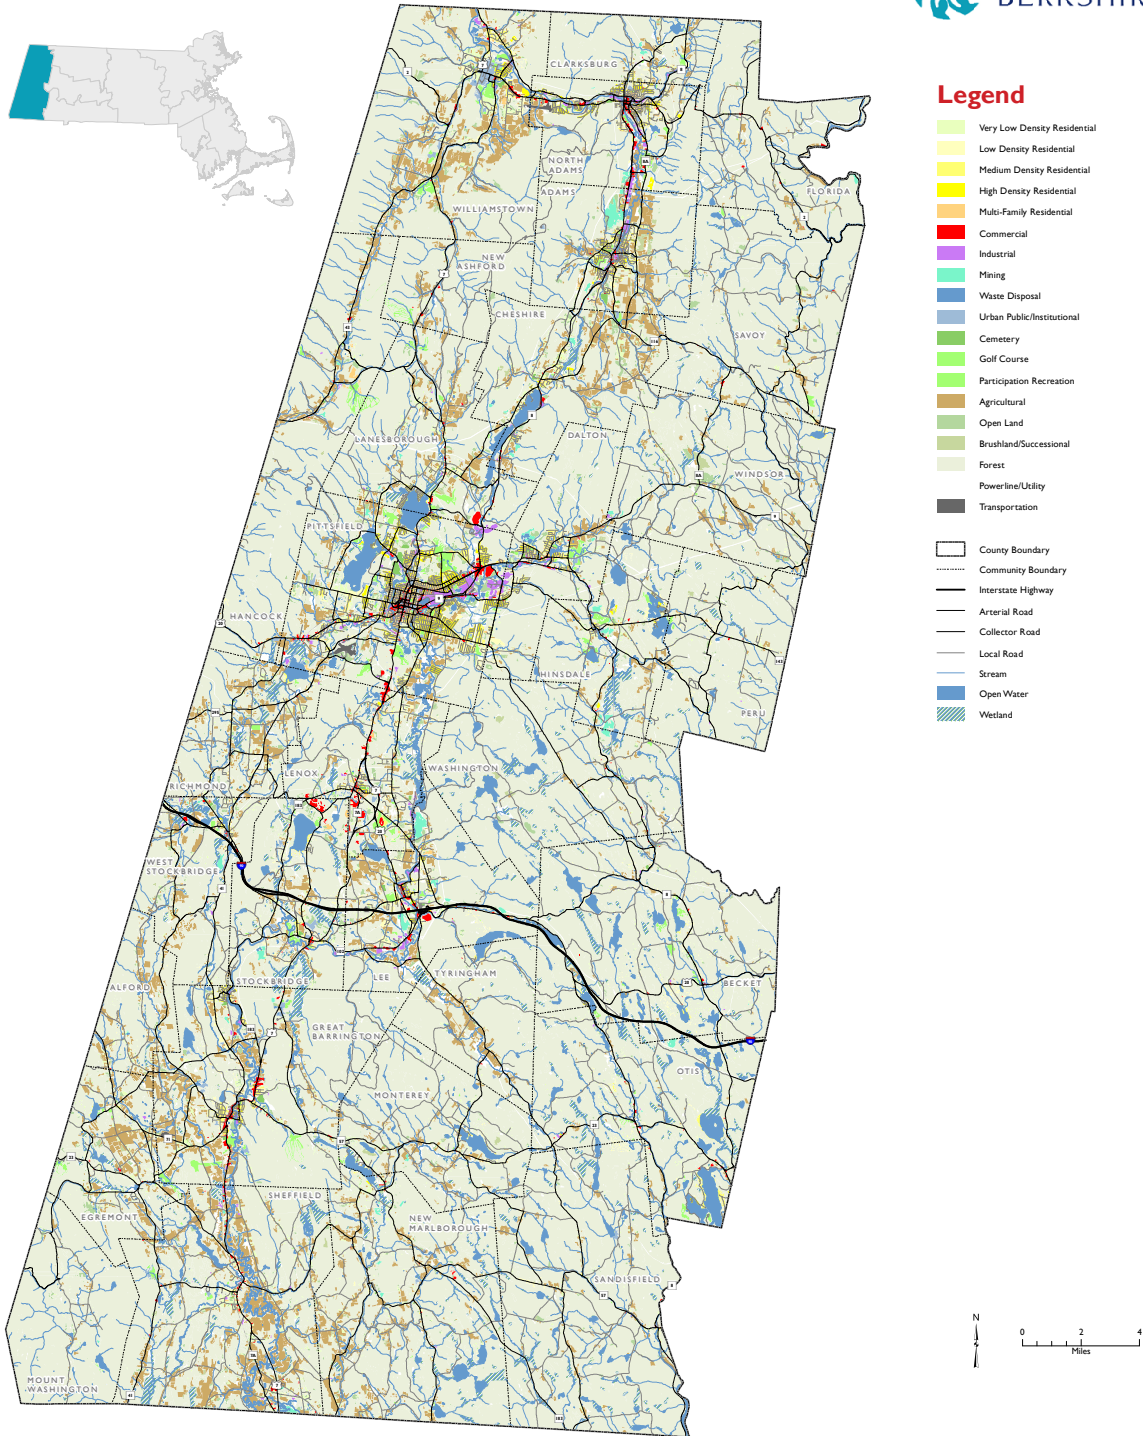 BERKSHIR
Legend
Very Low Density Residential
Low Density Residential
Medium Density Residential
High Density Residential
Multi-Family Residential
Commercial
Industrial
Mining
Waste Disposal
Urban Public/Institutional
Cemetery
Golf Course
Participation Recreation
Agricultural
Open Land
Brushland/Successional
Forest
Powerline/Utility
Transportation
County Boundary
Community Boundary
Interstate Highway
Arterial Road
Collector Road
Local Road
Stream
Open Water
Wetland
CLARKSBURG
NORTH
ADAMS
ADAMS
FLORIDA
WILLIAMSTOWN
NEW
ASHFORD
CHESHIRE
SAVOY
LANESBOROUGH
DALTON
WINDSOR
PITTSFIELD
HANCOCK
HINSDALE
PERU
LENOX
WASHINGTON
RICHMOND
WEST
STOCKBRIDGE
TYRINGHAM
LEE
STOCKBRIDGE
BECKET
ALFORD
GREAT
BARRINGTON
OTIS
MONTEREY
SHEFFIELD
EGREMONT
NEW
MARLBOROUGH
SANDISFIELD
MOUNT
WASHINGTON
N
0 2 4
Miles